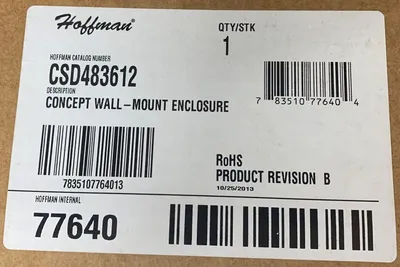 Hoffman®
QTY/STK
1
HOFFMAN CATALOG NUMBER
CSD483612
DESCRIPTION
CONCEPT WALL-MOUNT ENCLOSURE
7 83510 77640 4
7835107764013
RoHS
PRODUCT REVISION B
10/25/2013
HOFFMAN INTERNAL
77640